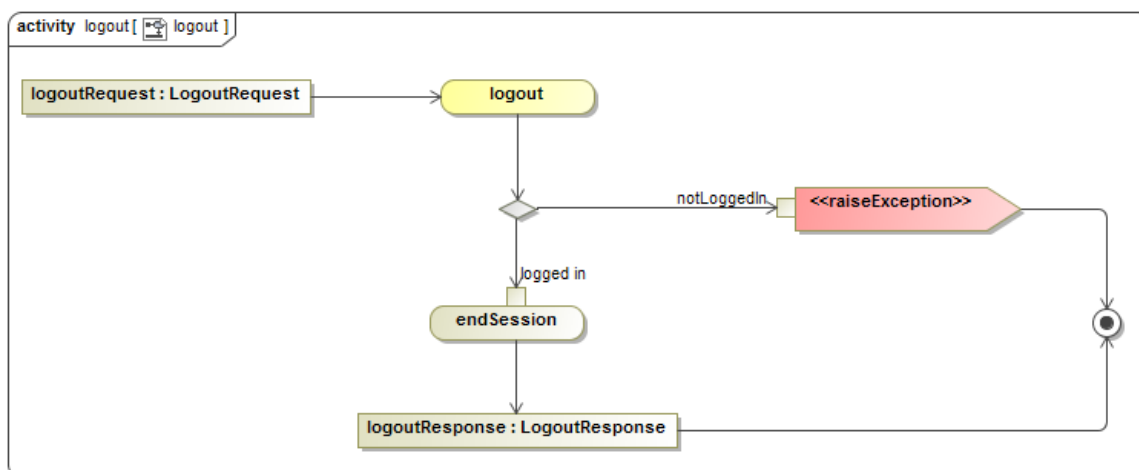 activity logout [ logout ]
logoutRequest : LogoutRequest
logout
notLoggedIn
<<raiseException>>
logged in
endSession
logoutResponse : LogoutResponse